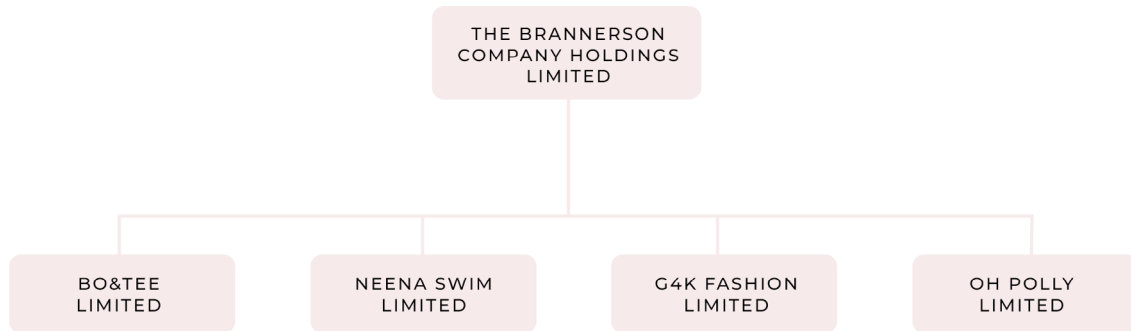 THE BRANNERSON
COMPANY HOLDINGS
LIMITED
BO&TEE
LIMITED
NEENA SWIM
LIMITED
G4K FASHION
LIMITED
OH POLLY
LIMITED